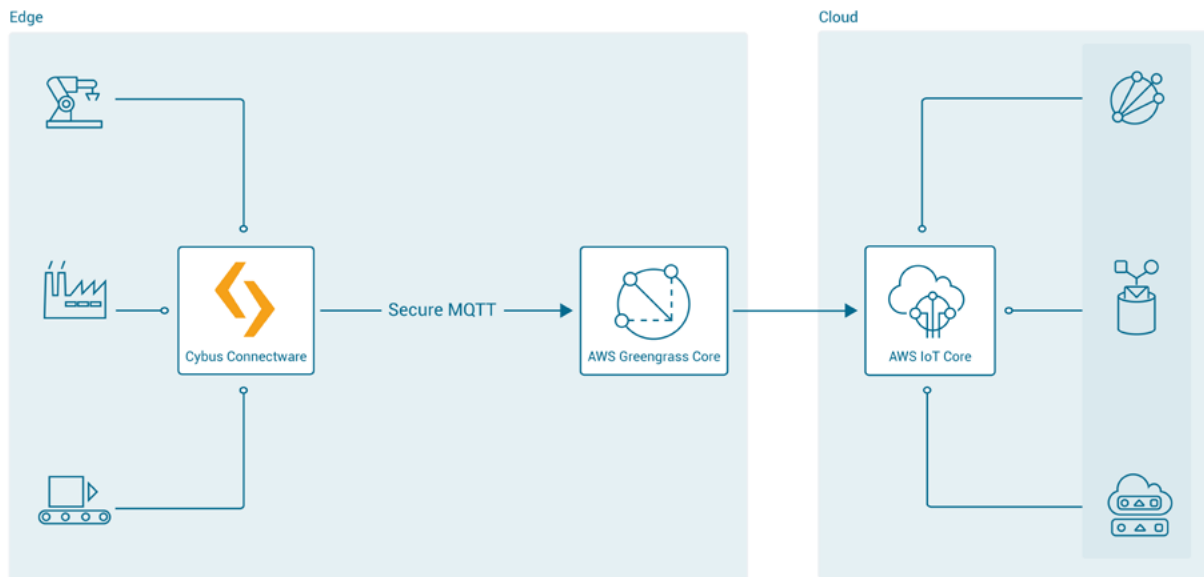 Edge
Cloud
Cybus Connectware
Secure MQTT
AWS Greengrass Core
AWS IoT Core